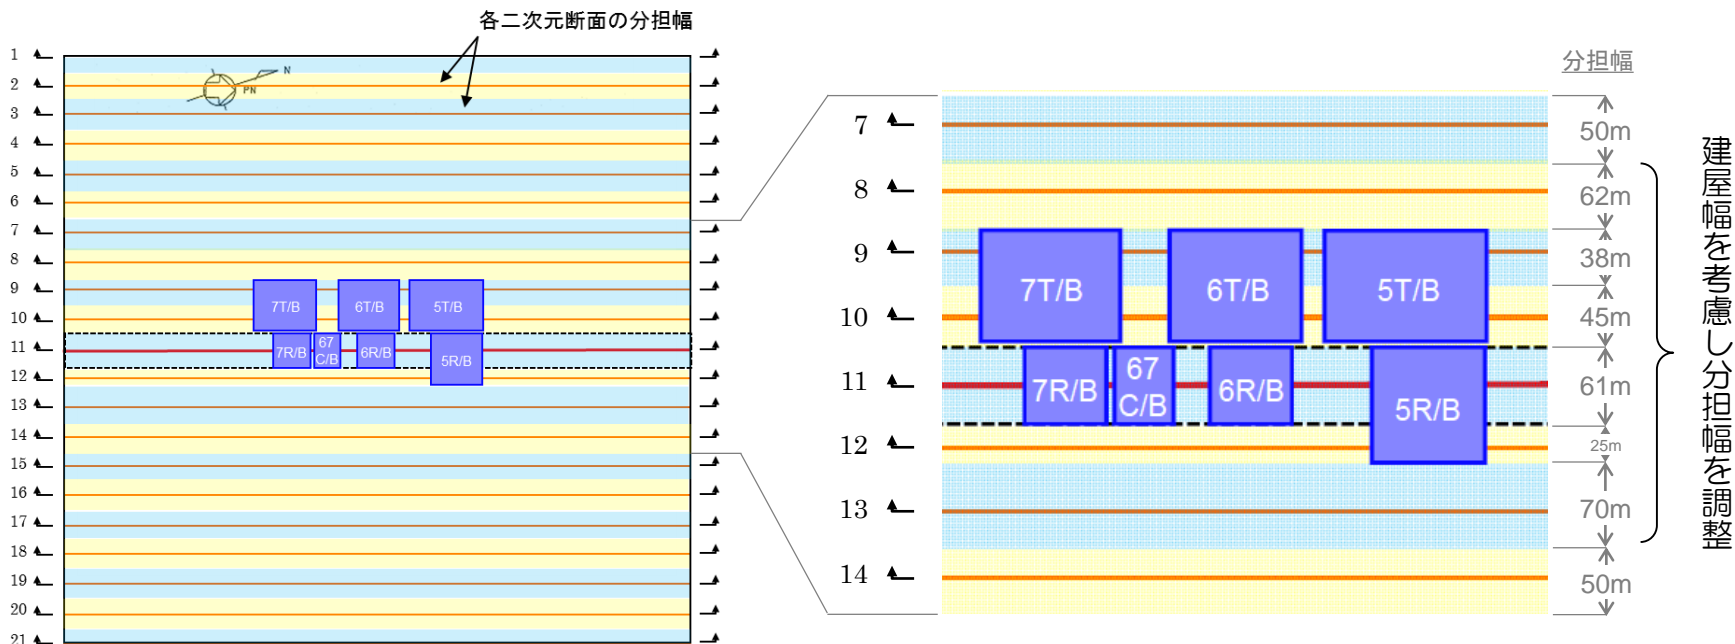 各二次元断面の分担幅
1
2
3
4
5
6
7
8
9
10
11
12
13
14
15
16
17
18
19
20
21
N
PN
7T/B
6T/B
5T/B
7R/B
67
C/B
6R/B
5R/B
分担幅
7
8
9
10
11
12
13
14
7T/B
6T/B
5T/B
7R/B
67
C/B
6R/B
5R/B
50m
62m
38m
45m
61m
25m
70m
50m
建屋幅を考慮し分担幅を調整